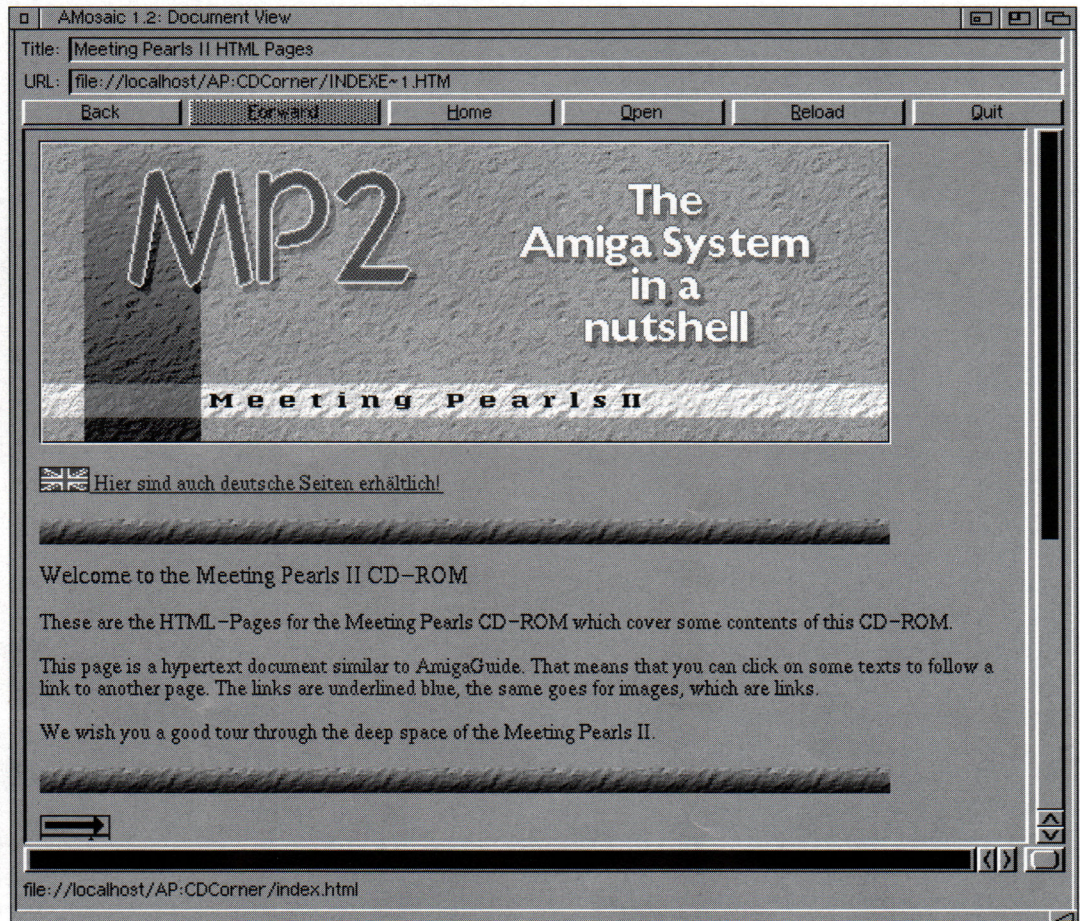 AMosaic 1.2: Document View
Title: Meeting Pearls II HTML Pages
URL: file://localhost/AP:CDCorner/INDEXE~1.HTM
Back Forward Home Open Reload Quit
MP2
The
Amiga System
in a
nutshell
Meeting Pearls II
Hier sind auch deutsche Seiten erhältlich!
Welcome to the Meeting Pearls II CD-ROM
These are the HTML-Pages for the Meeting Pearls CD-ROM which cover some contents of this CD-ROM.
This page is a hypertext document similar to AmigaGuide. That means that you can click on some texts to follow a
link to another page. The links are underlined blue, the same goes for images, which are links.
We wish you a good tour through the deep space of the Meeting Pearls II.
file://localhost/AP:CDCorner/index.html